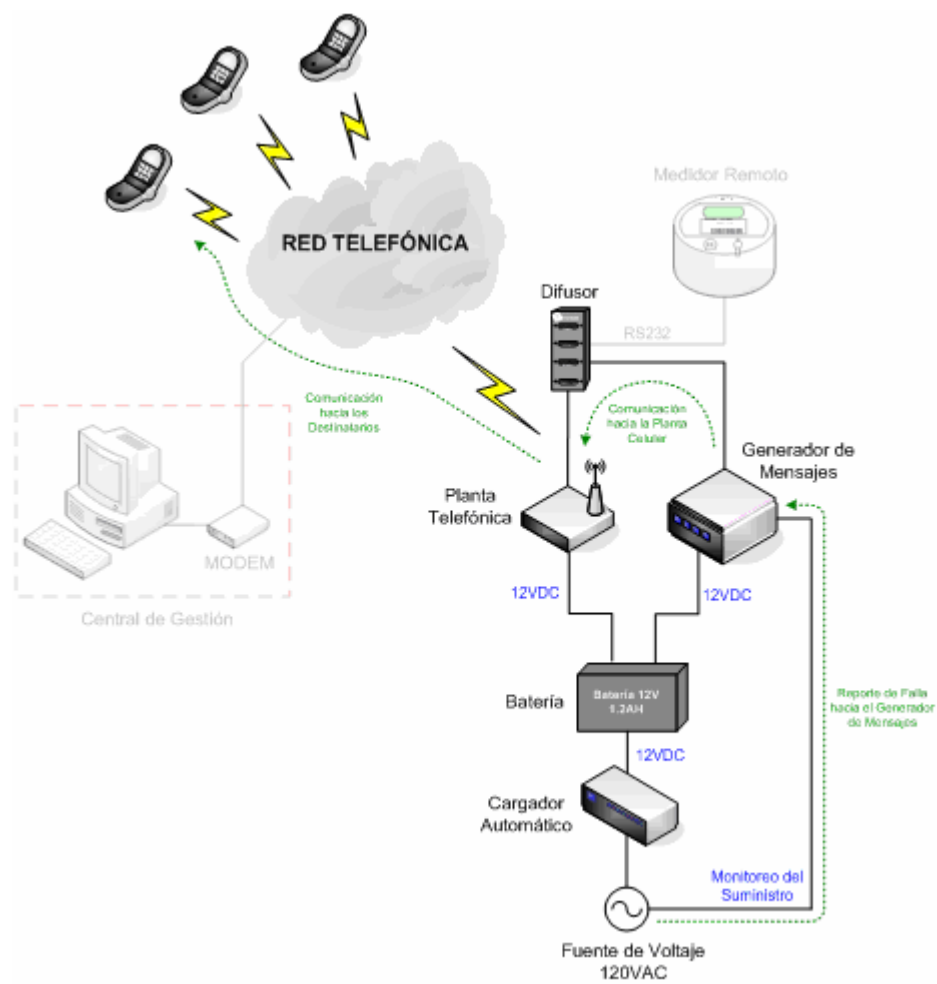 Medidor Remoto
RED TELEFÓNICA
Difusor
RS232
Comunicación
hacia los
Destinatarios
Comunicación
hacia la Planta
Celuler
Generador de
Mensajes
Planta
Telefónica
MODEM
Central de Gestión
12VDC
12VDC
Batería
Batería 12V
1.2AH
Reporte de Falla
hacia el Generador
de Mensajes
12VDC
Cargador
Automático
Monitoreo del
Suministro
Fuente de Voltaje
120VAC